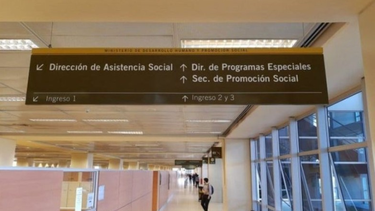 MINISTERIO DE DESARROLLO HUMANO Y PROMOCIÓN SOCIAL
↙ Dirección de Asistencia Social
↑ Dir. de Programas Especiales
↑ Sec. de Promoción Social
↙ Ingreso 1
↑ Ingreso 2 y 3